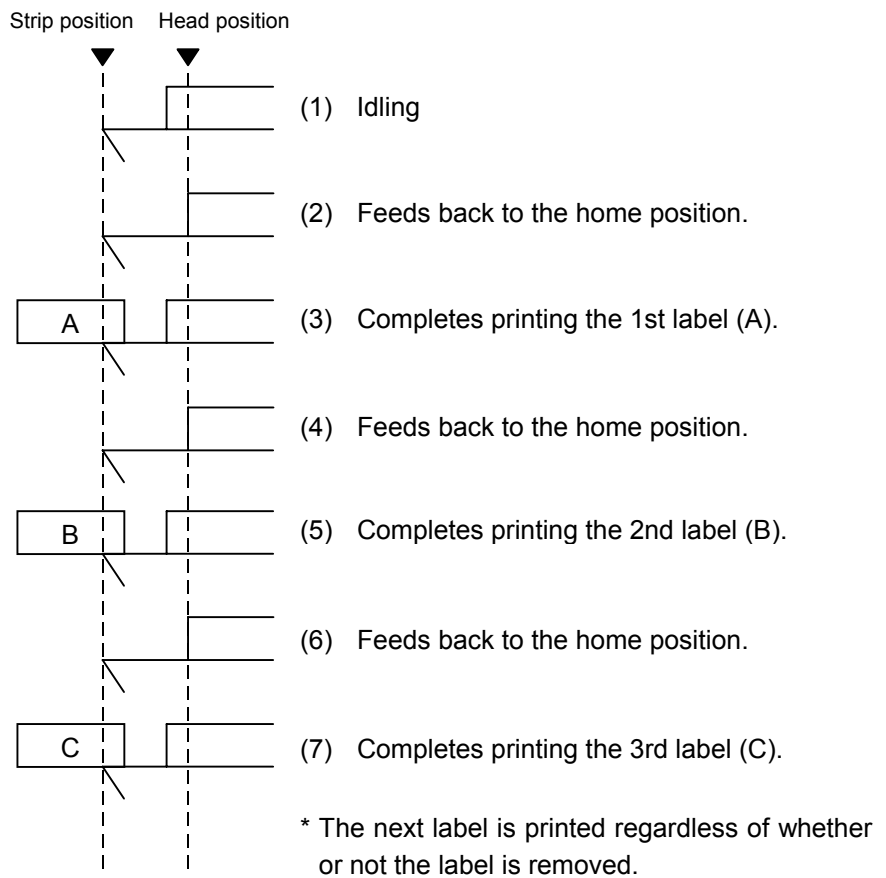 Strip position Head position
(1) Idling
(2) Feeds back to the home position.
A
(3) Completes printing the 1st label (A).
(4) Feeds back to the home position.
B
(5) Completes printing the 2nd label (B).
(6) Feeds back to the home position.
C
(7) Completes printing the 3rd label (C).
* The next label is printed regardless of whether
or not the label is removed.